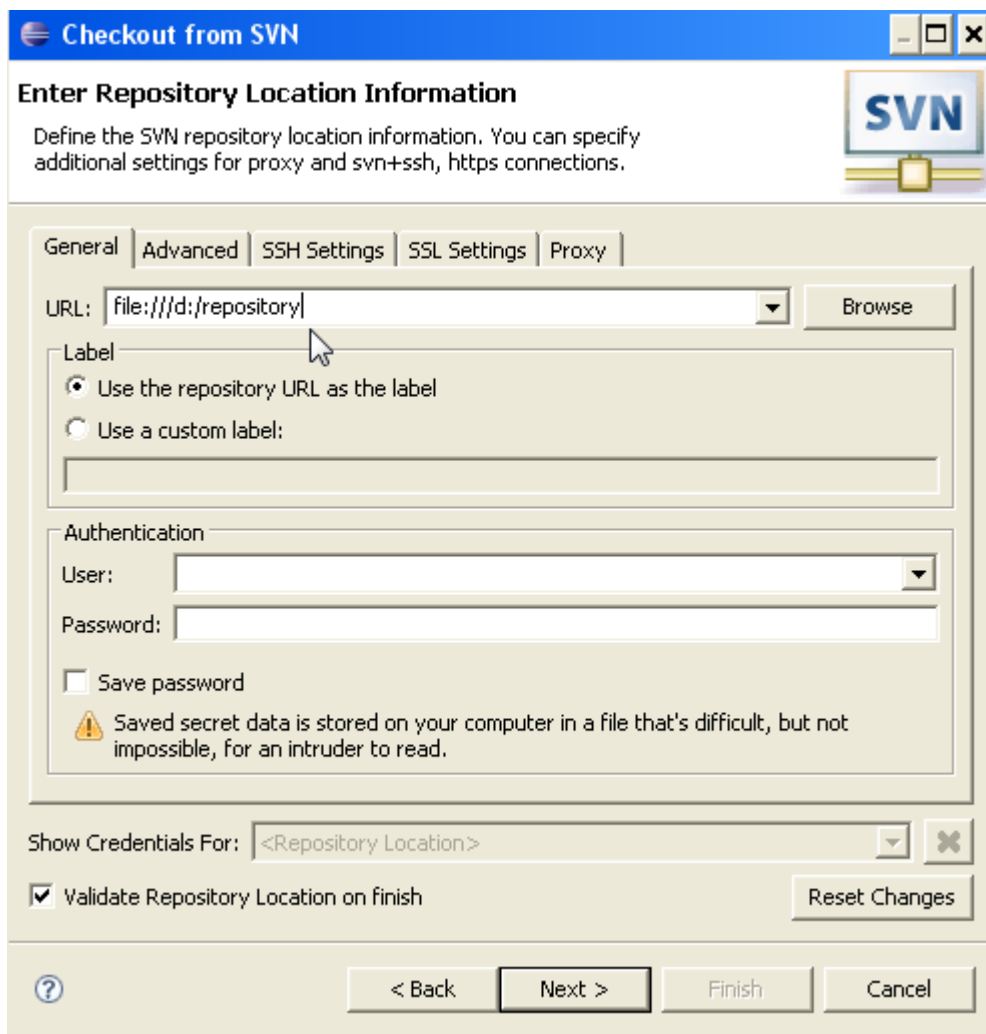 Checkout from SVN
Enter Repository Location Information
Define the SVN repository location information. You can specify
additional settings for proxy and svn+ssh, https connections.
SVN
General Advanced SSH Settings SSL Settings Proxy
URL: file:///d:/repository Browse
Label
Use the repository URL as the label
Use a custom label:
Authentication
User:
Password:
Save password
Saved secret data is stored on your computer in a file that's difficult, but not
impossible, for an intruder to read.
Show Credentials For: <Repository Location>
Validate Repository Location on finish
Reset Changes
? < Back Next > Finish Cancel